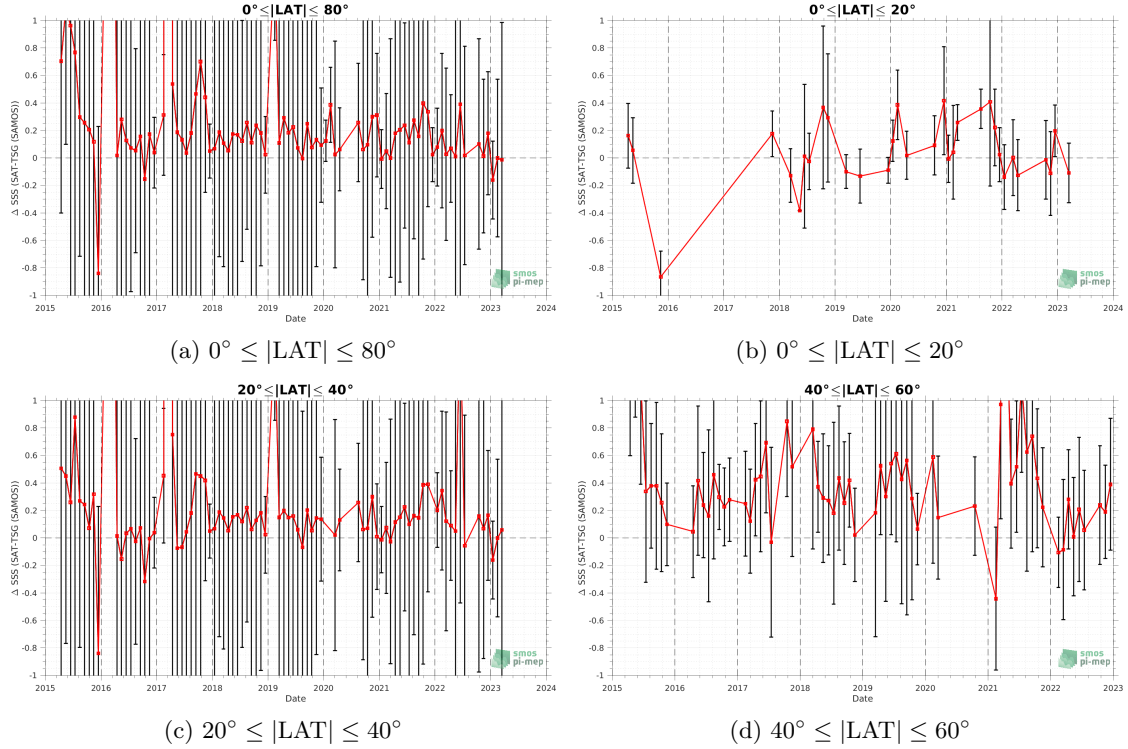 0°≤|LAT|≤ 80°
Δ SSS (SAT-TSG (SAMOS))
1
0.8
0.6
0.4
0.2
0
-0.2
-0.4
-0.6
-0.8
-1
2015 2016 2017 2018 2019 2020 2021 2022 2023 2024
Date
smos
pi-mep
(a) 0° ≤ |LAT| ≤ 80°
0°≤|LAT|≤ 20°
Δ SSS (SAT-TSG (SAMOS))
1
0.8
0.6
0.4
0.2
0
-0.2
-0.4
-0.6
-0.8
-1
2015 2016 2017 2018 2019 2020 2021 2022 2023 2024
Date
smos
pi-mep
(b) 0° ≤ |LAT| ≤ 20°
20°≤|LAT|≤ 40°
Δ SSS (SAT-TSG (SAMOS))
1
0.8
0.6
0.4
0.2
0
-0.2
-0.4
-0.6
-0.8
-1
2015 2016 2017 2018 2019 2020 2021 2022 2023 2024
Date
smos
pi-mep
(c) 20° ≤ |LAT| ≤ 40°
40°≤|LAT|≤ 60°
Δ SSS (SAT-TSG (SAMOS))
1
0.8
0.6
0.4
0.2
0
-0.2
-0.4
-0.6
-0.8
-1
2015 2016 2017 2018 2019 2020 2021 2022 2023
Date
smos
pi-mep
(d) 40° ≤ |LAT| ≤ 60°